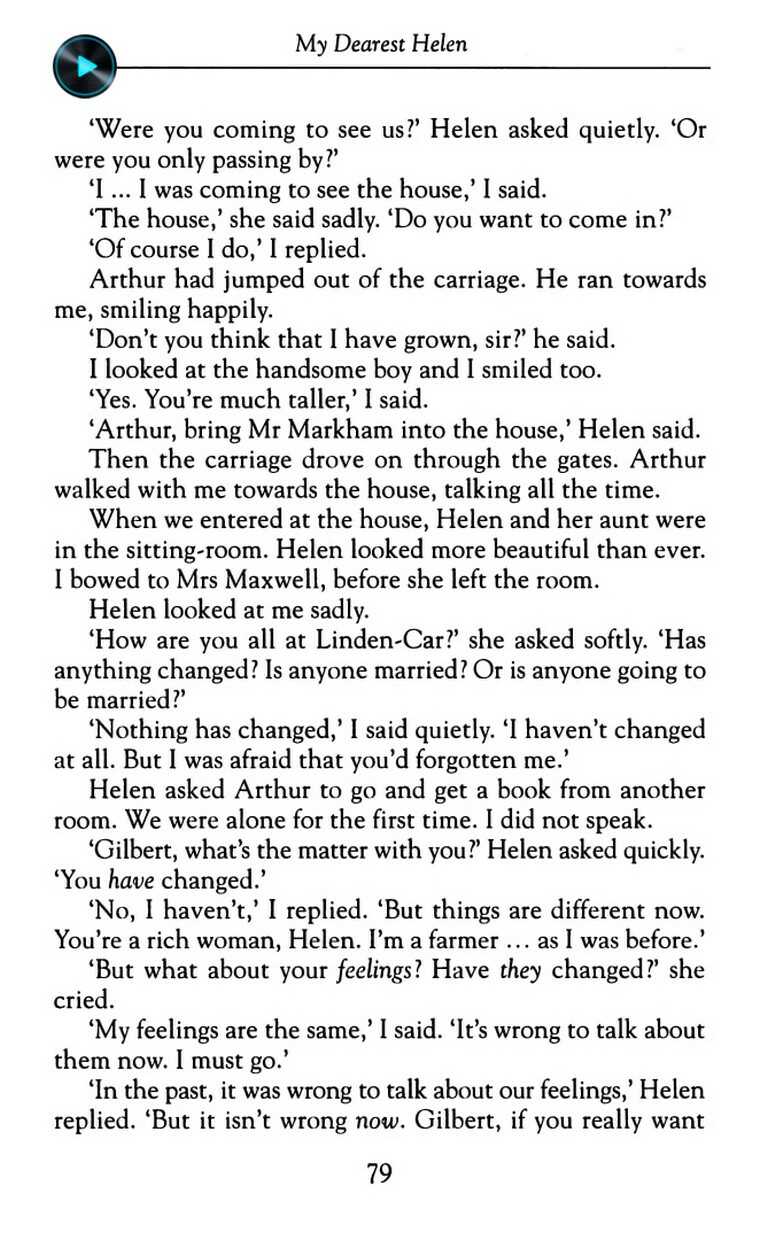 My Dearest Helen
‘Were you coming to see us?’ Helen asked quietly. ‘Or
were you only passing by?’
‘I ... I was coming to see the house,’ I said.
‘The house,’ she said sadly. ‘Do you want to come in?’
‘Of course I do,’ I replied.
Arthur had jumped out of the carriage. He ran towards
me, smiling happily.
‘Don’t you think that I have grown, sir?’ he said.
I looked at the handsome boy and I smiled too.
‘Yes. You’re much taller,’ I said.
‘Arthur, bring Mr Markham into the house,’ Helen said.
Then the carriage drove on through the gates. Arthur
walked with me towards the house, talking all the time.
When we entered at the house, Helen and her aunt were
in the sitting-room. Helen looked more beautiful than ever.
I bowed to Mrs Maxwell, before she left the room.
Helen looked at me sadly.
‘How are you all at Linden-Car?’ she asked softly. ‘Has
anything changed? Is anyone married? Or is anyone going to
be married?’
‘Nothing has changed,’ I said quietly. ‘I haven’t changed
at all. But I was afraid that you’d forgotten me.’
Helen asked Arthur to go and get a book from another
room. We were alone for the first time. I did not speak.
‘Gilbert, what’s the matter with you?’ Helen asked quickly.
‘You have changed.’
‘No, I haven’t,’ I replied. ‘But things are different now.
You’re a rich woman, Helen. I’m a farmer ... as I was before.’
‘But what about your feelings? Have they changed?’ she
cried.
‘My feelings are the same,’ I said. ‘It’s wrong to talk about
them now. I must go.’
‘In the past, it was wrong to talk about our feelings,’ Helen
replied. ‘But it isn’t wrong now. Gilbert, if you really want
79